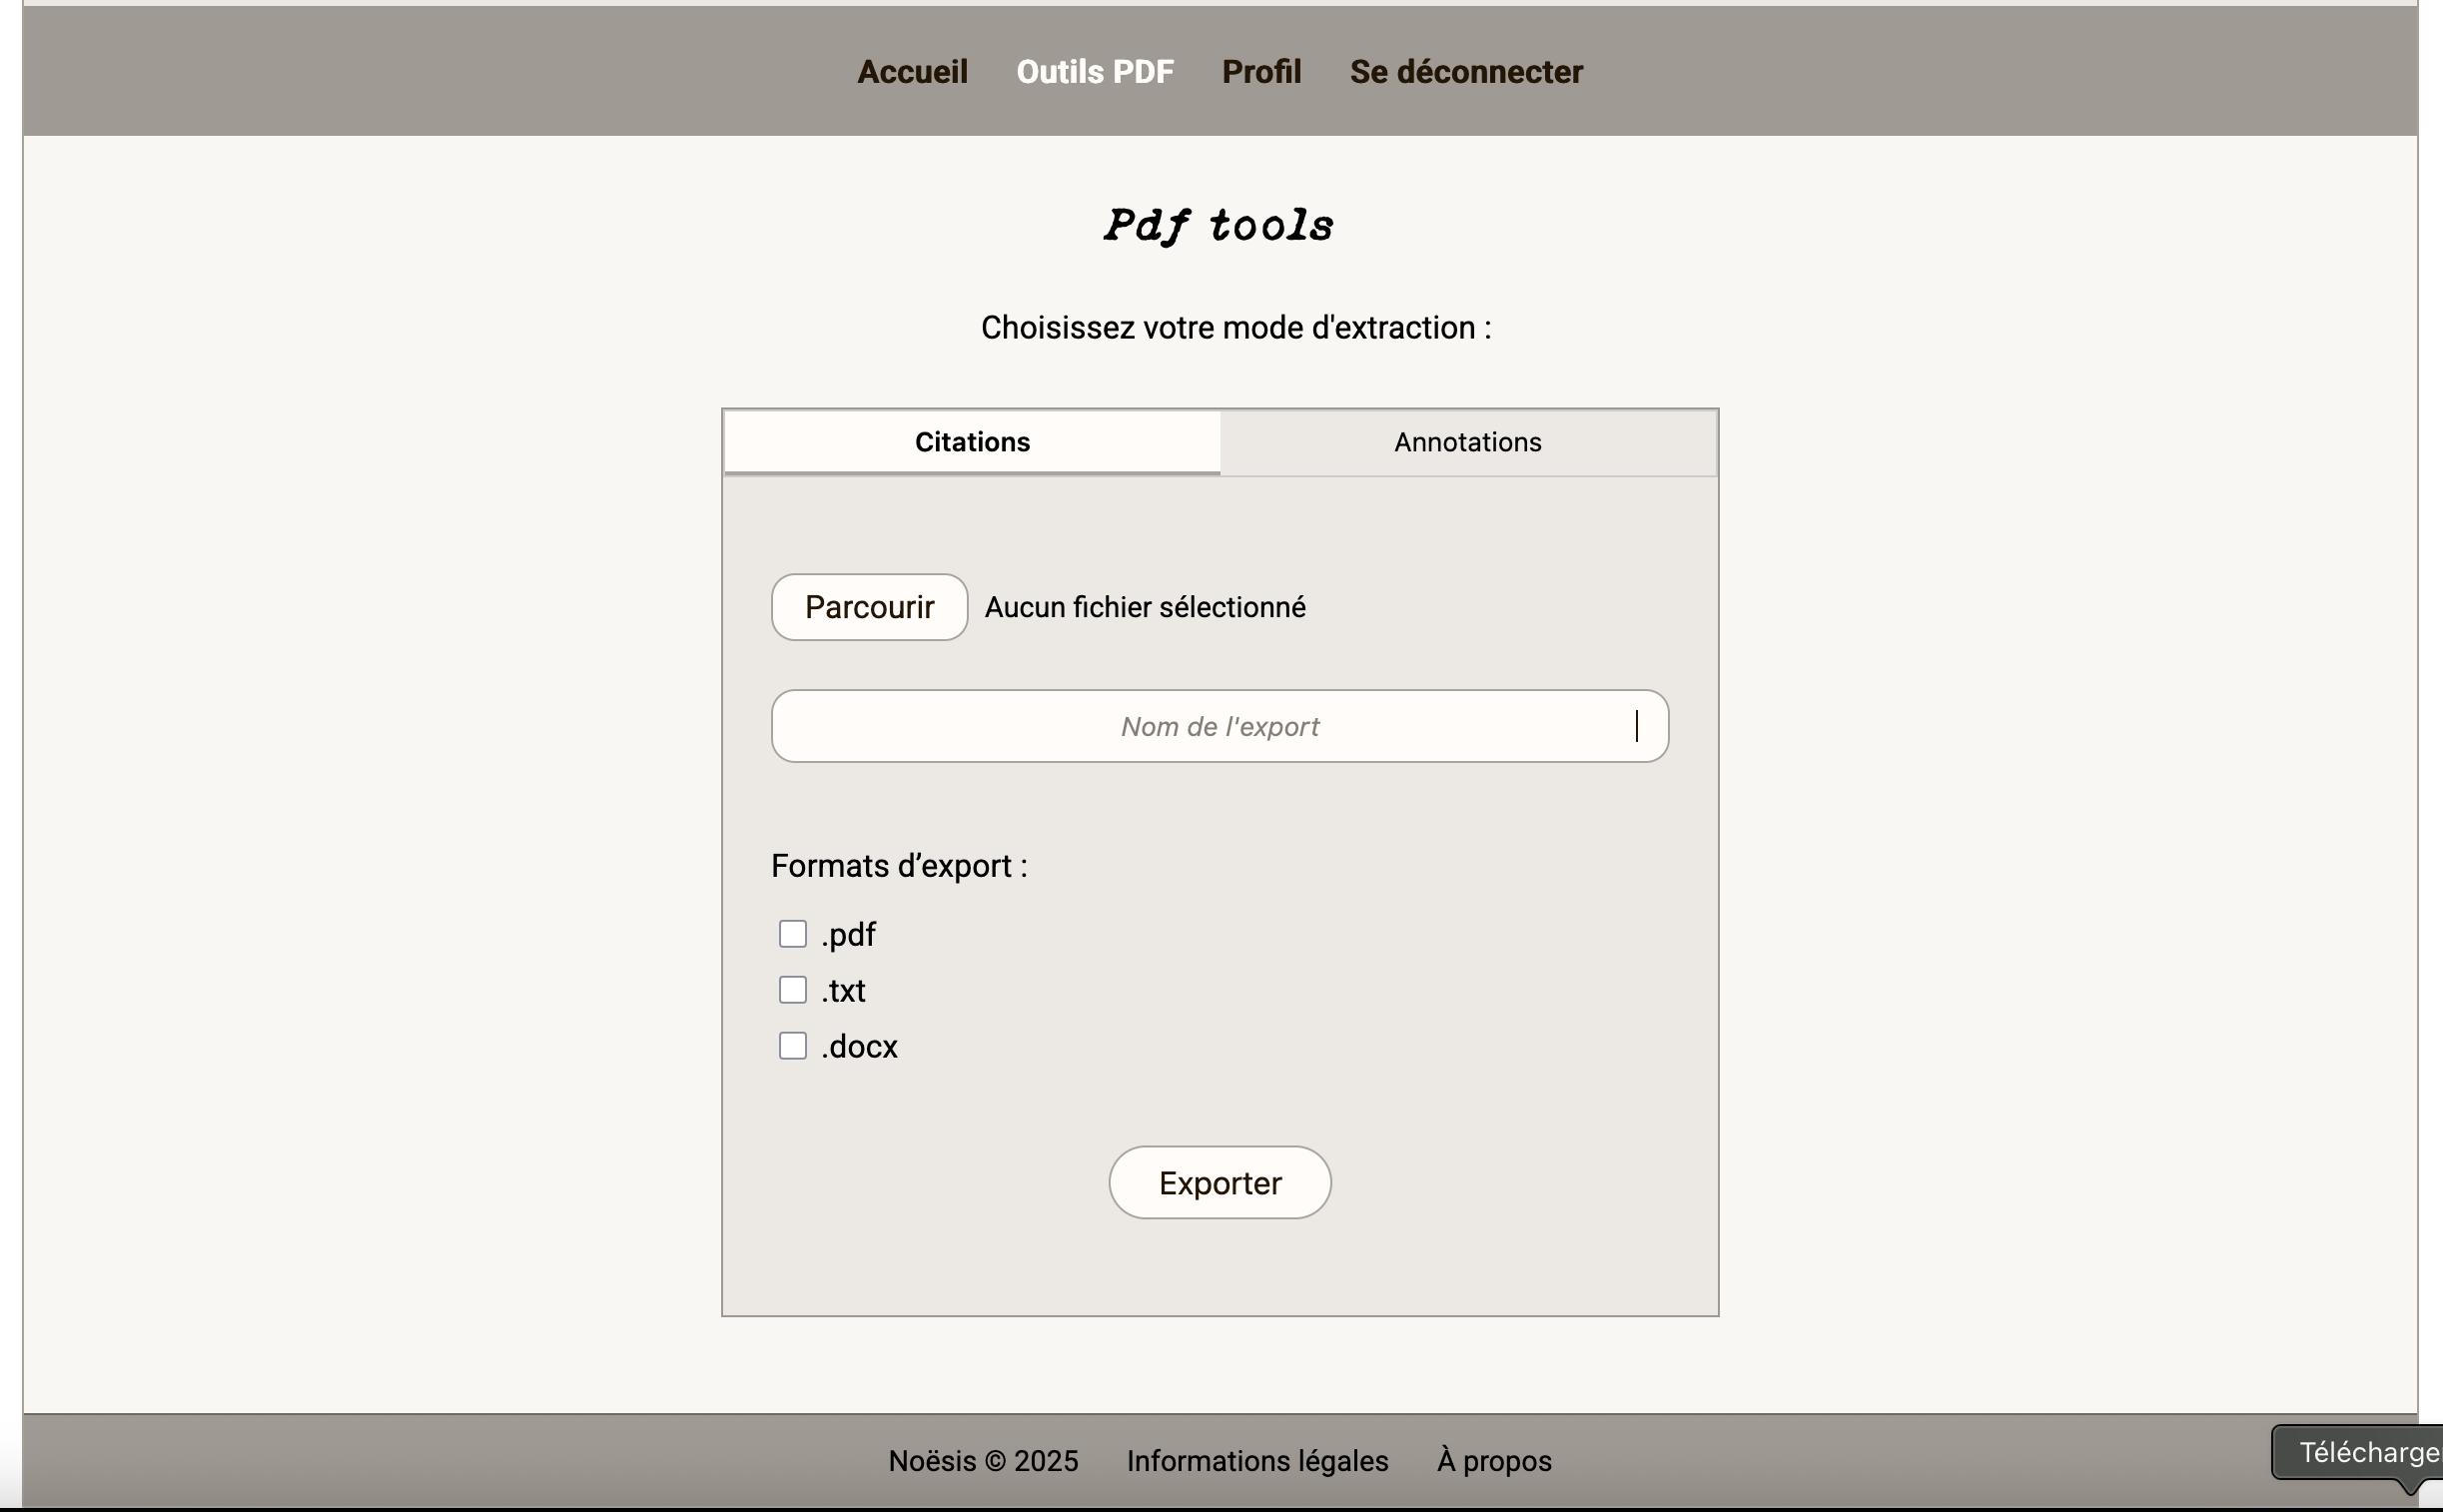 Accueil Outils PDF Profil Se déconnecter
Pdf tools
Choisissez votre mode d'extraction :
Citations Annotations
Parcourir Aucun fichier sélectionné
Nom de l'export
Formats d’export :
.pdf
.txt
.docx
Exporter
Noësis © 2025 Informations légales À propos